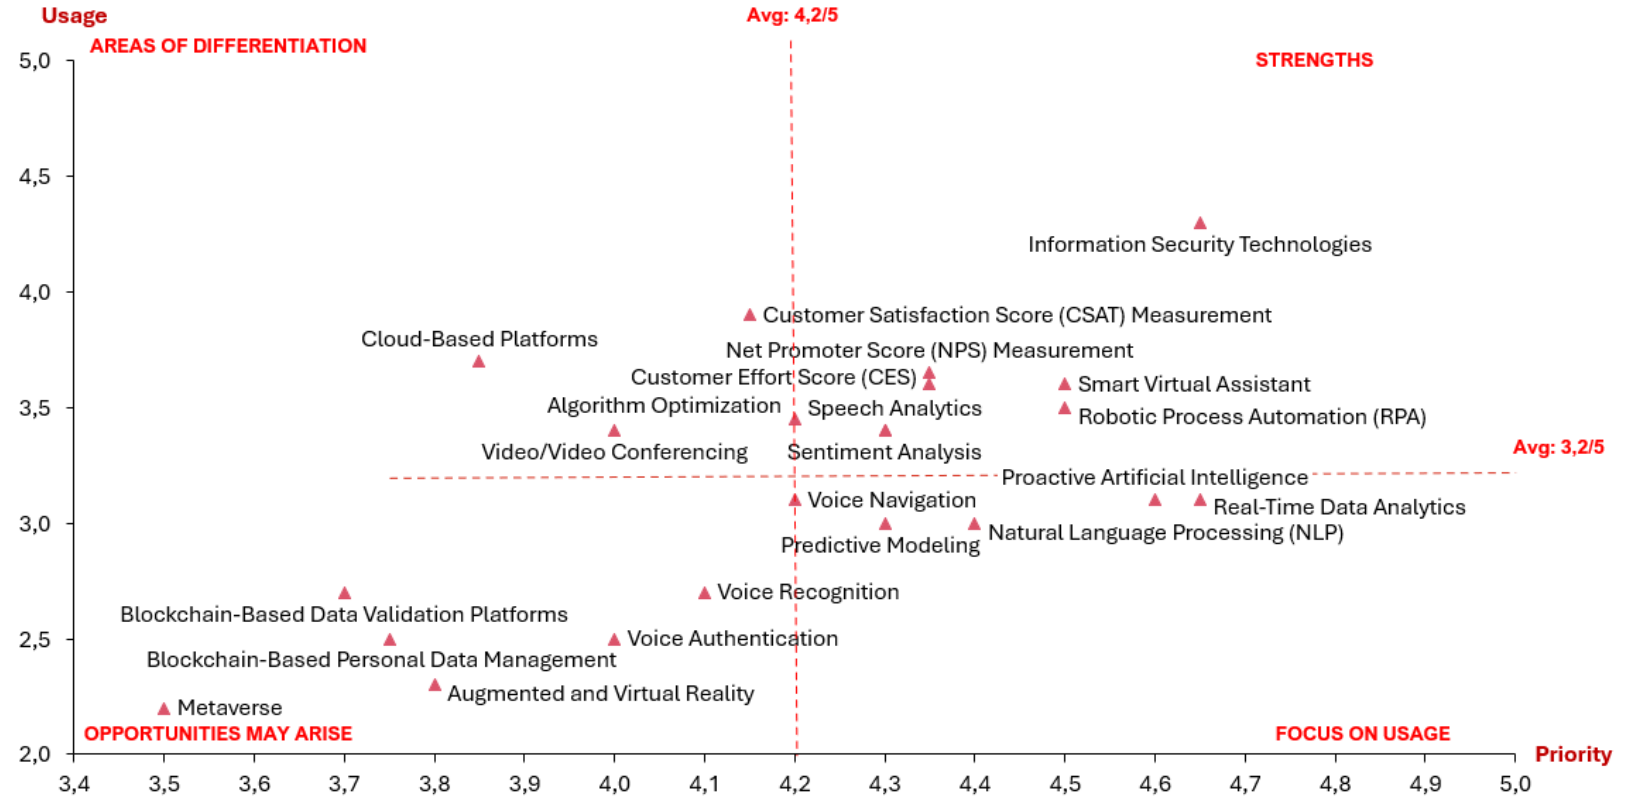 Usage
Avg: 4,2/5
AREAS OF DIFFERENTIATION
STRENGTHS
5,0
4,5
Information Security Technologies
4,0
Customer Satisfaction Score (CSAT) Measurement
Cloud-Based Platforms
Net Promoter Score (NPS) Measurement
Customer Effort Score (CES)
Smart Virtual Assistant
Algorithm Optimization
Speech Analytics
3,5
Robotic Process Automation (RPA)
Video/Video Conferencing
Sentiment Analysis
Avg: 3,2/5
Proactive Artificial Intelligence
Voice Navigation
Real-Time Data Analytics
3,0
Natural Language Processing (NLP)
Predictive Modeling
Voice Recognition
Blockchain-Based Data Validation Platforms
2,5
Voice Authentication
Blockchain-Based Personal Data Management
Augmented and Virtual Reality
Metaverse
OPPORTUNITIES MAY ARISE
FOCUS ON USAGE
2,0
Priority
3,4 3,5 3,6 3,7 3,8 3,9 4,0 4,1 4,2 4,3 4,4 4,5 4,6 4,7 4,8 4,9 5,0